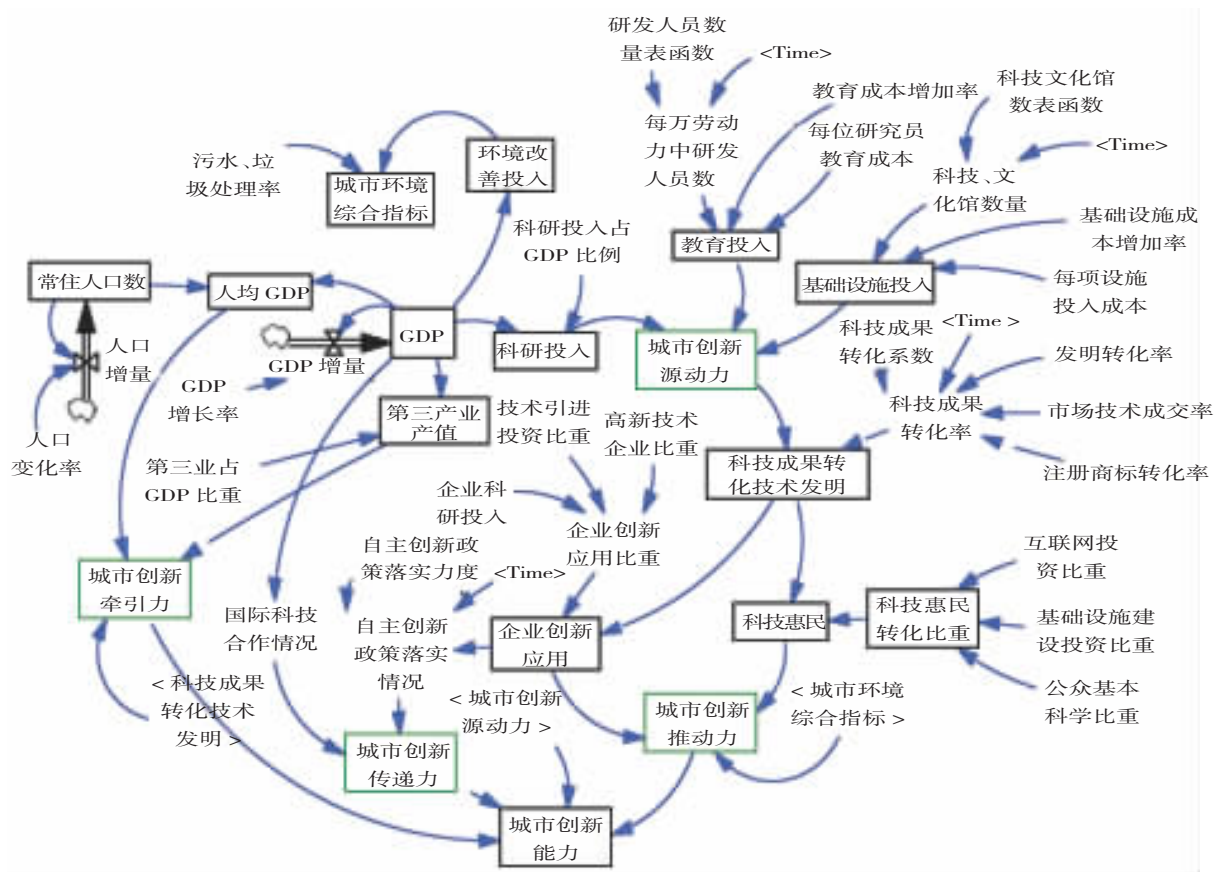 研发人员数
量表函数
<Time>
教育成本增加率
科技文化馆
数表函数
每万劳动
力中研发
人员数
每位研究员
教育成本
<Time>
污水、垃
圾处理率
城市环境
综合指标
环境改
善投入
科技、文
化馆数量
科研投入占
GDP 比例
教育投入
基础设施成
本增加率
常住人口数
人均 GDP
基础设施投入
每项设施
投入成本
GDP
科研投入
城市创新
源动力
科技成果
转化系数
<Time >
人口
增量
GDP 增量
发明转化率
GDP
增长率
第三产业
产值
技术引进
投资比重
高新技术
企业比重
科技成果
转化率
市场技术成交率
人口
变化率
第三业占
GDP 比重
科技成果转
化技术发明
注册商标转化率
企业科
研投入
企业创新
应用比重
自主创新政
策落实力度
<Time>
互联网投
资比重
城市创新
牵引力
国际科技
合作情况
自主创新
政策落实
情况
企业创新
应用
科技惠民
科技惠民
转化比重
基础设施建
设投资比重
< 科技成果
转化技术
发明 >
< 城市创新
源动力 >
城市创新
推动力
< 城市环境
综合指标 >
公众基本
科学比重
城市创新
传递力
城市创新
能力